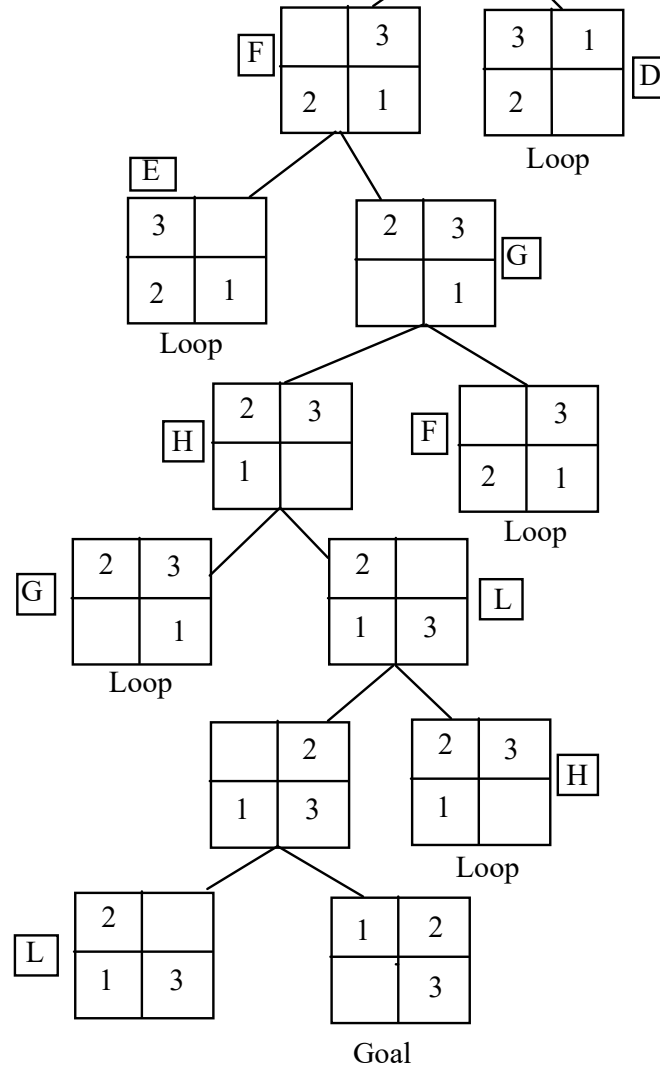 3 3 1
F D
2 1 2
Loop
E
3 2 3
G
2 1 1
Loop
2 3 3
H F
1 2 1
Loop
2 3 2
G L
1 1 3
Loop
2 2 3
H
1 3 1
Loop
2 1 2
L
1 3 3
Goal